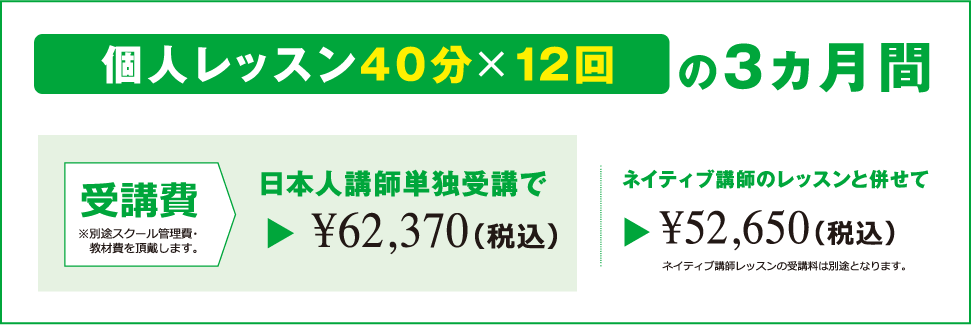 個人レッスン40分×12回の3ヵ月間
受講費
※別途スクール管理費・
教材費を頂戴します。
日本人講師単独受講で
▶ ¥62,370（税込）
ネイティブ講師のレッスンと併せて
▶ ¥52,650（税込）
ネイティブ講師レッスンの受講料は別途となります。